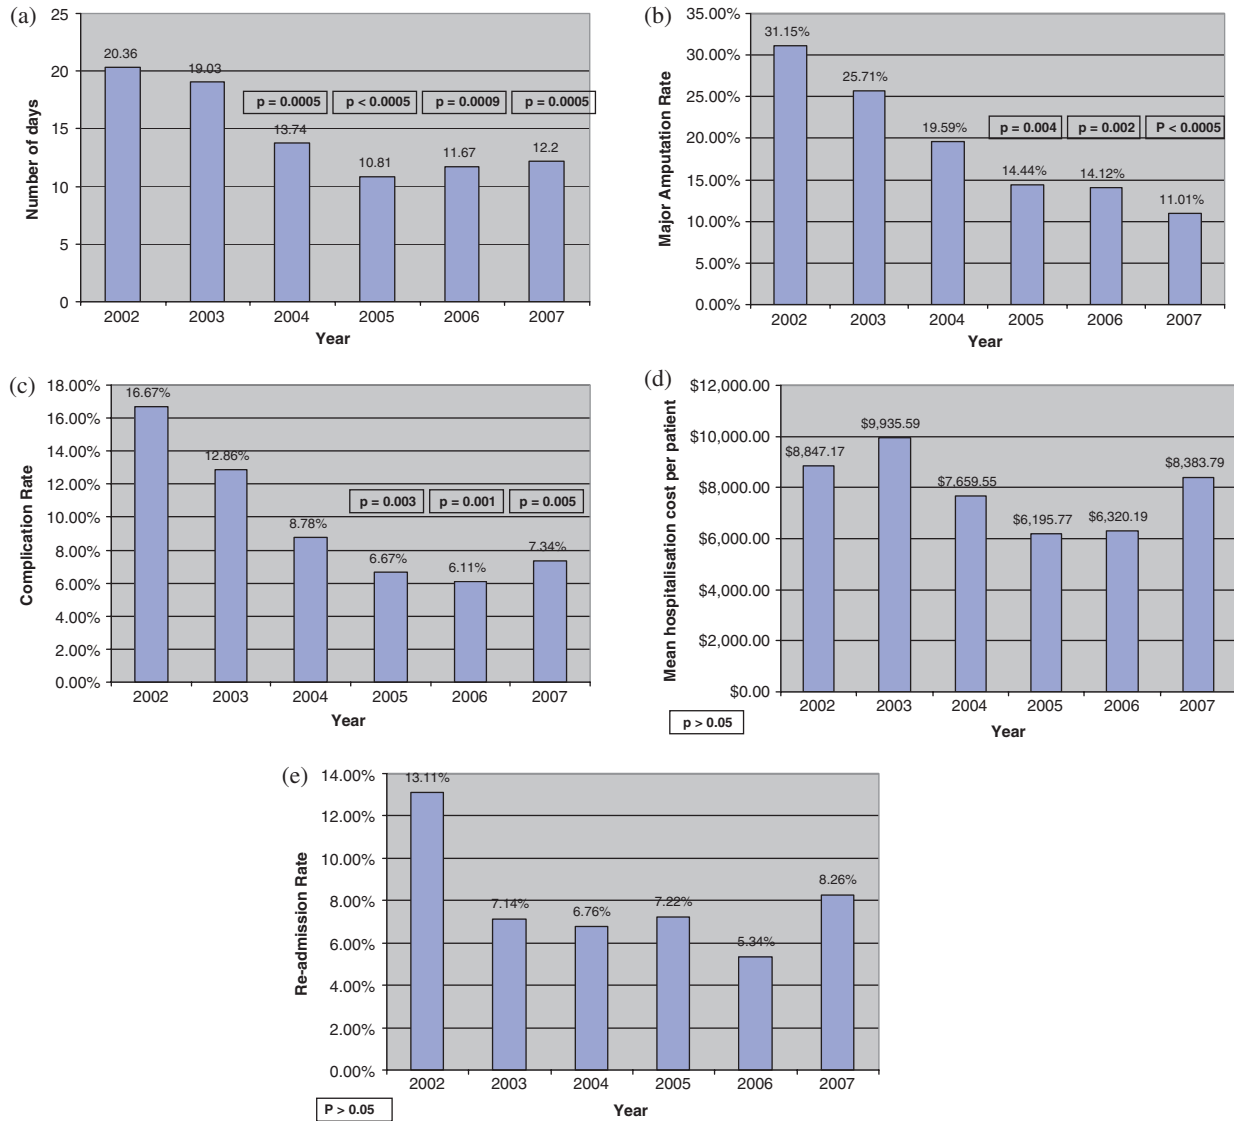 (a)
25
20
15
10
5
0
Number of days
20.36
19.03
13.74
10.81
11.67
12.2
p = 0.0005
p < 0.0005
p = 0.0009
p = 0.0005
2002 2003 2004 2005 2006 2007
Year
(b)
35.00%
30.00%
25.00%
20.00%
15.00%
10.00%
5.00%
0.00%
Major Amputation Rate
31.15%
25.71%
19.59%
14.44%
14.12%
11.01%
p = 0.004
p = 0.002
P < 0.0005
2002 2003 2004 2005 2006 2007
Year
(c)
18.00%
16.00%
14.00%
12.00%
10.00%
8.00%
6.00%
4.00%
2.00%
0.00%
Complication Rate
16.67%
12.86%
8.78%
6.67%
6.11%
7.34%
p = 0.003
p = 0.001
p = 0.005
2002 2003 2004 2005 2006 2007
Year
(d)
$12,000.00
$10,000.00
$8,000.00
$6,000.00
$4,000.00
$2,000.00
$0.00
Mean hospitalisation cost per patient
$8,847.17
$9,935.59
$7,659.55
$6,195.77
$6,320.19
$8,383.79
2002 2003 2004 2005 2006 2007
p > 0.05
Year
(e)
14.00%
12.00%
10.00%
8.00%
6.00%
4.00%
2.00%
0.00%
Re-admission Rate
13.11%
7.14%
6.76%
7.22%
5.34%
8.26%
2002 2003 2004 2005 2006 2007
P > 0.05
Year